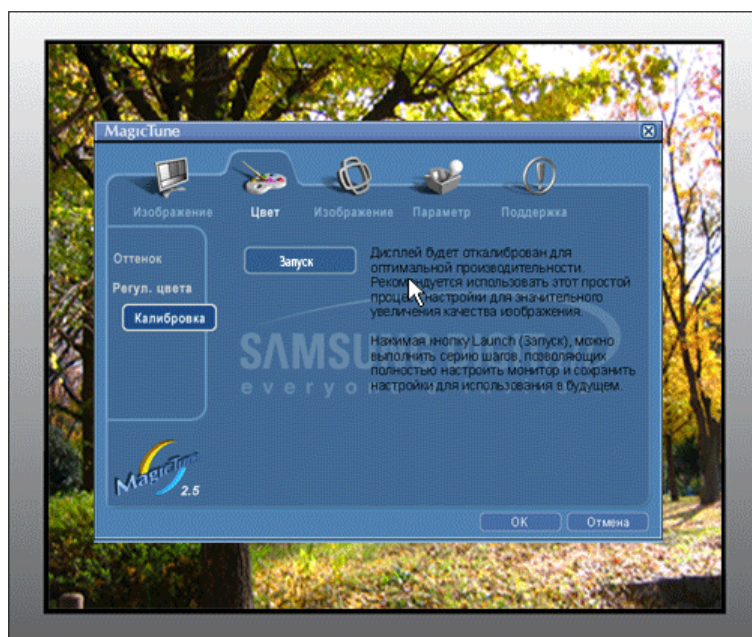 MagicTune
Изображение Цвет Изображение Параметр Поддержка
Оттенок
Регул. цвета
Калибровка
Запуск
Дисплей будет откалиброван для
оптимальной производительности.
Рекомендуется использовать этот простой
настройки для значительного
увеличения качества изображения.
Нажимая кнопку Launch (Запуск), можно
выполнить серию шагов, позволяющих
полностью настроить монитор и сохранить
настройки для использования в будущем.
MagicTune
2.5
OK Отмена